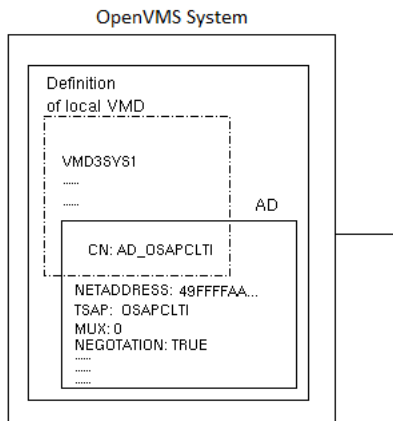 OpenVMS System
Definition
of local VMD
VMD3SYS1
......
......
AD
CN: AD_OSAPCLTI
NETADDRESS: 49FFFFAA...
TSAP: OSAPCLTI
MUX: 0
NEGOTATION: TRUE
......
......
......